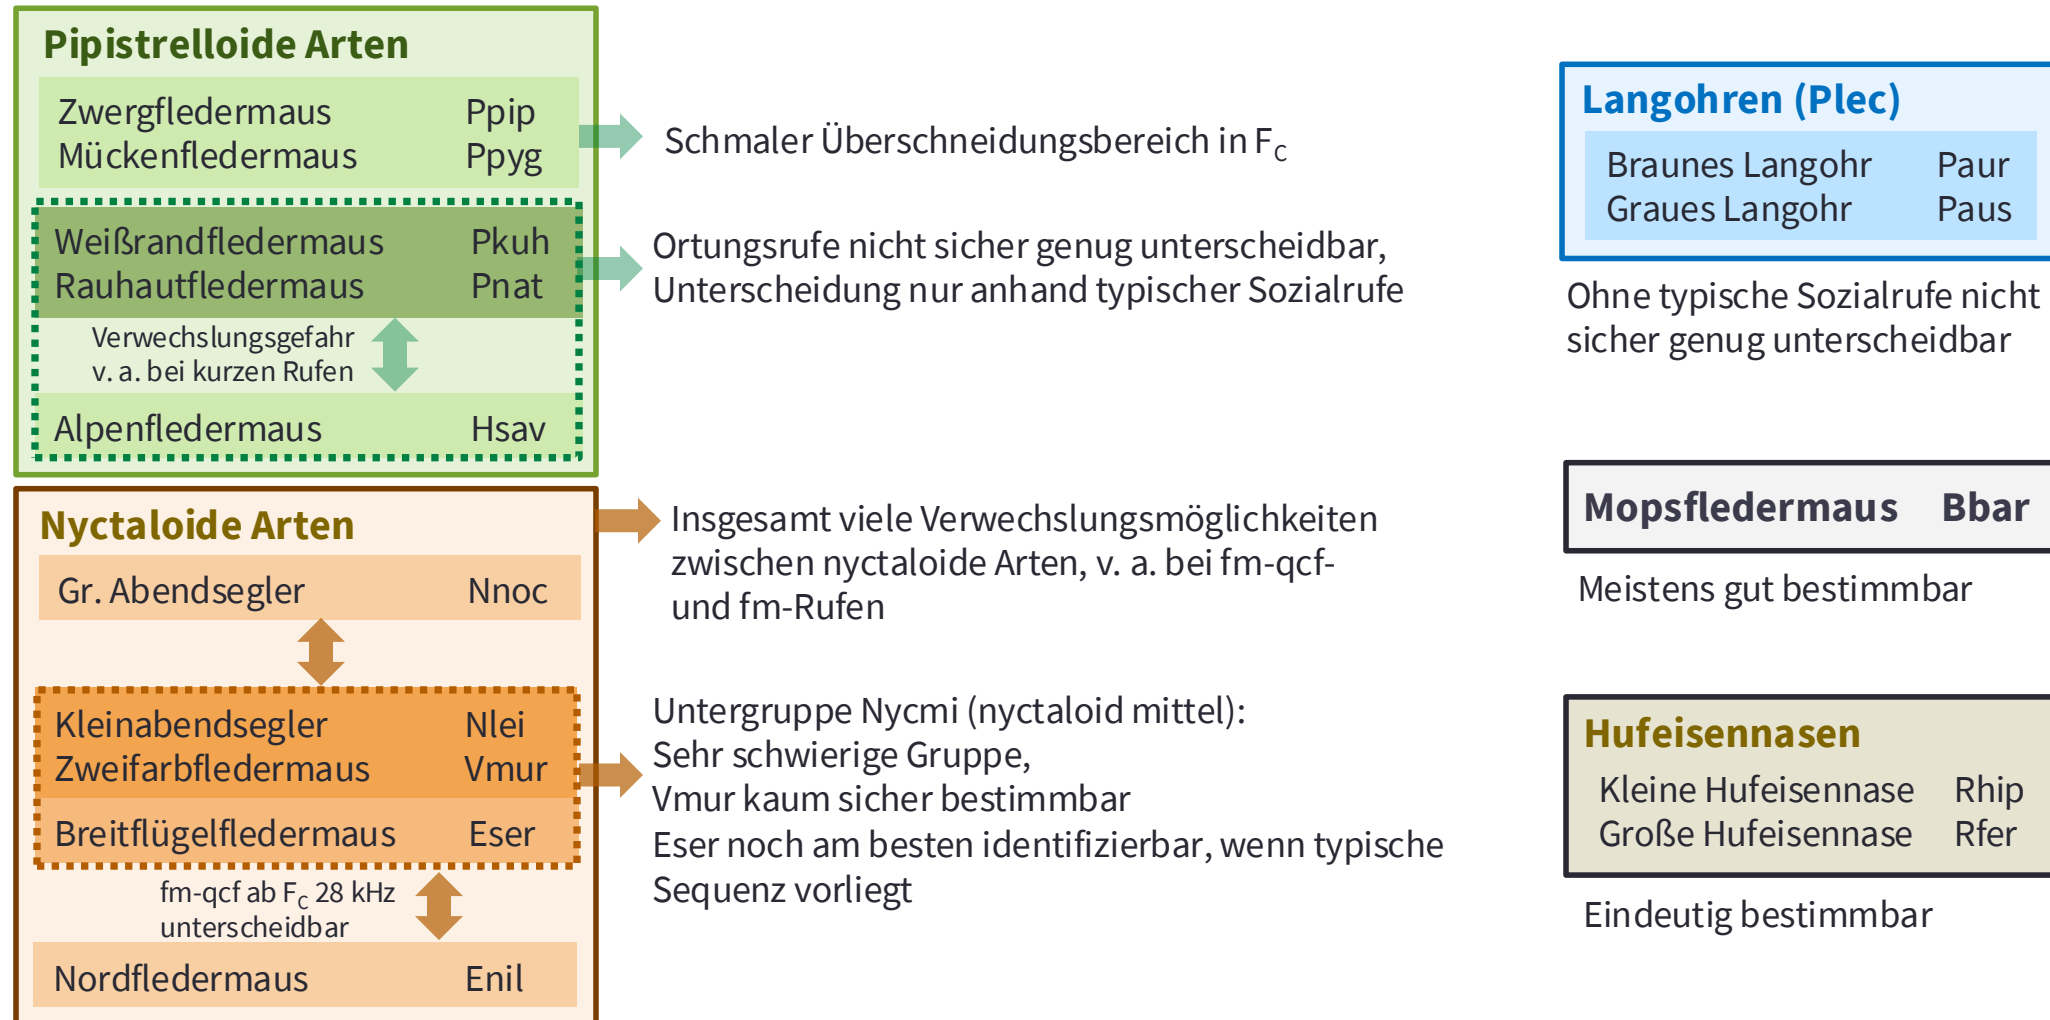 Pipistrelloide Arten
Zwergfledermaus Ppip
Mückenfledermaus Ppyg
Schmaler Überschneidungsbereich in FC
Weißrandfledermaus Pkuh
Rauhautfledermaus Pnat
Ortungsrufe nicht sicher genug unterscheidbar,
Unterscheidung nur anhand typischer Sozialrufe
Verwechslungsgefahr
v. a. bei kurzen Rufen
Alpenfledermaus Hsav
Nyctaloide Arten
Gr. Abendsegler Nnoc
Insgesamt viele Verwechslungsmöglichkeiten
zwischen nyctaloide Arten, v. a. bei fm-qcf-
und fm-Rufen
Kleinabendsegler Nlei
Zweifarbfledermaus Vmur
Breitflügelfledermaus Eser
Untergruppe Nycmi (nyctaloid mittel):
Sehr schwierige Gruppe,
Vmur kaum sicher bestimmbar
Eser noch am besten identifizierbar, wenn typische
Sequenz vorliegt
fm-qcf ab FC 28 kHz
unterscheidbar
Nordfledermaus Enil
Langohren (Plec)
Braunes Langohr Paur
Graues Langohr Paus
Ohne typische Sozialrufe nicht
sicher genug unterscheidbar
Mopsfledermaus Bbar
Meistens gut bestimmbar
Hufeisennasen
Kleine Hufeisennase Rhip
Große Hufeisennase Rfer
Eindeutig bestimmbar